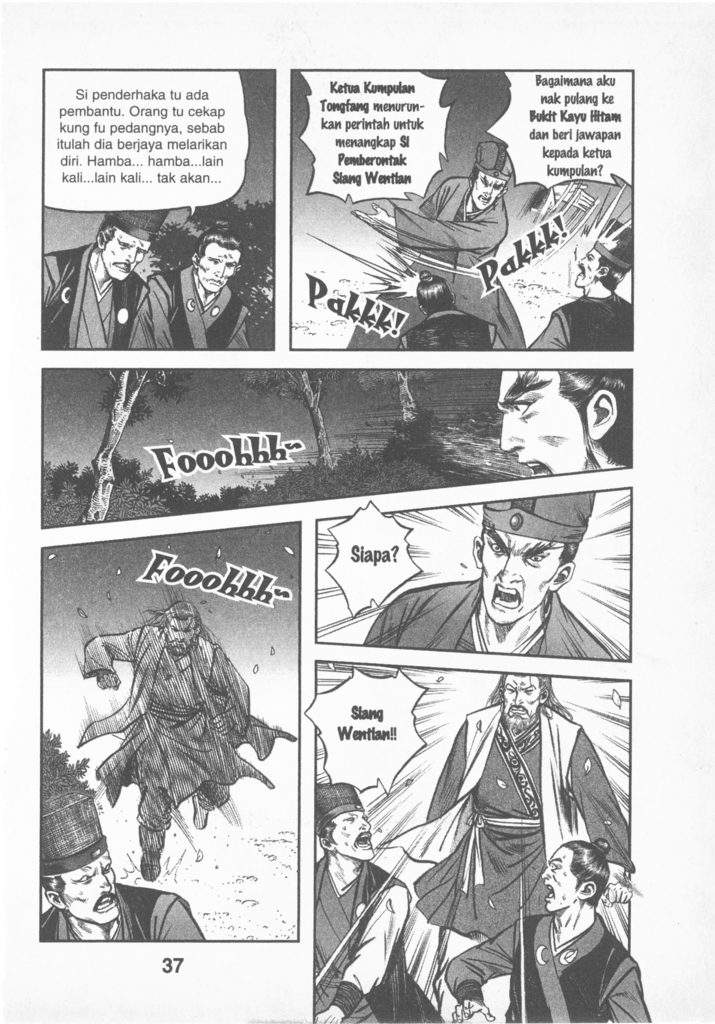 Si penderhaka tu ada
pembantu. Orang tu cekap
kung fu pedangnya, sebab
itulah dia berjaya melarikan
diri. Hamba... hamba...lain
kali...lain kali... tak akan...
Ketua Kumpulan
Tongfang menurun-
kan perintah untuk
menangkap Si
Pemberontak
Siang Wentian
Bagaimana aku
nak pulang ke
Bukit Kayu Hitam
dan beri jawapan
kepada ketua
kumpulan?
Pakkk!
Pakkk!
Fooohhh~
Siapa?
Fooohhh~
Siang
Wentian!!
37